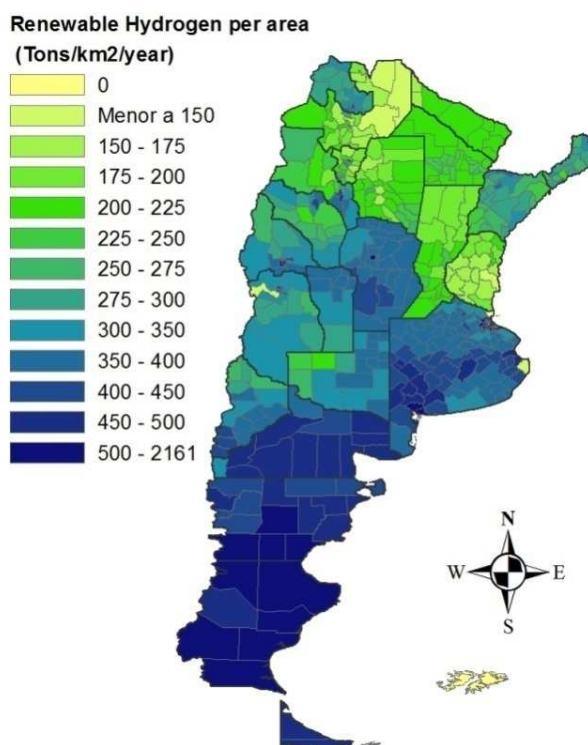 Renewable Hydrogen per area
(Tons/km2/year)
0
Menor a 150
150 - 175
175 - 200
200 - 225
225 - 250
250 - 275
275 - 300
300 - 350
350 - 400
400 - 450
450 - 500
500 - 2161
N
W E
S